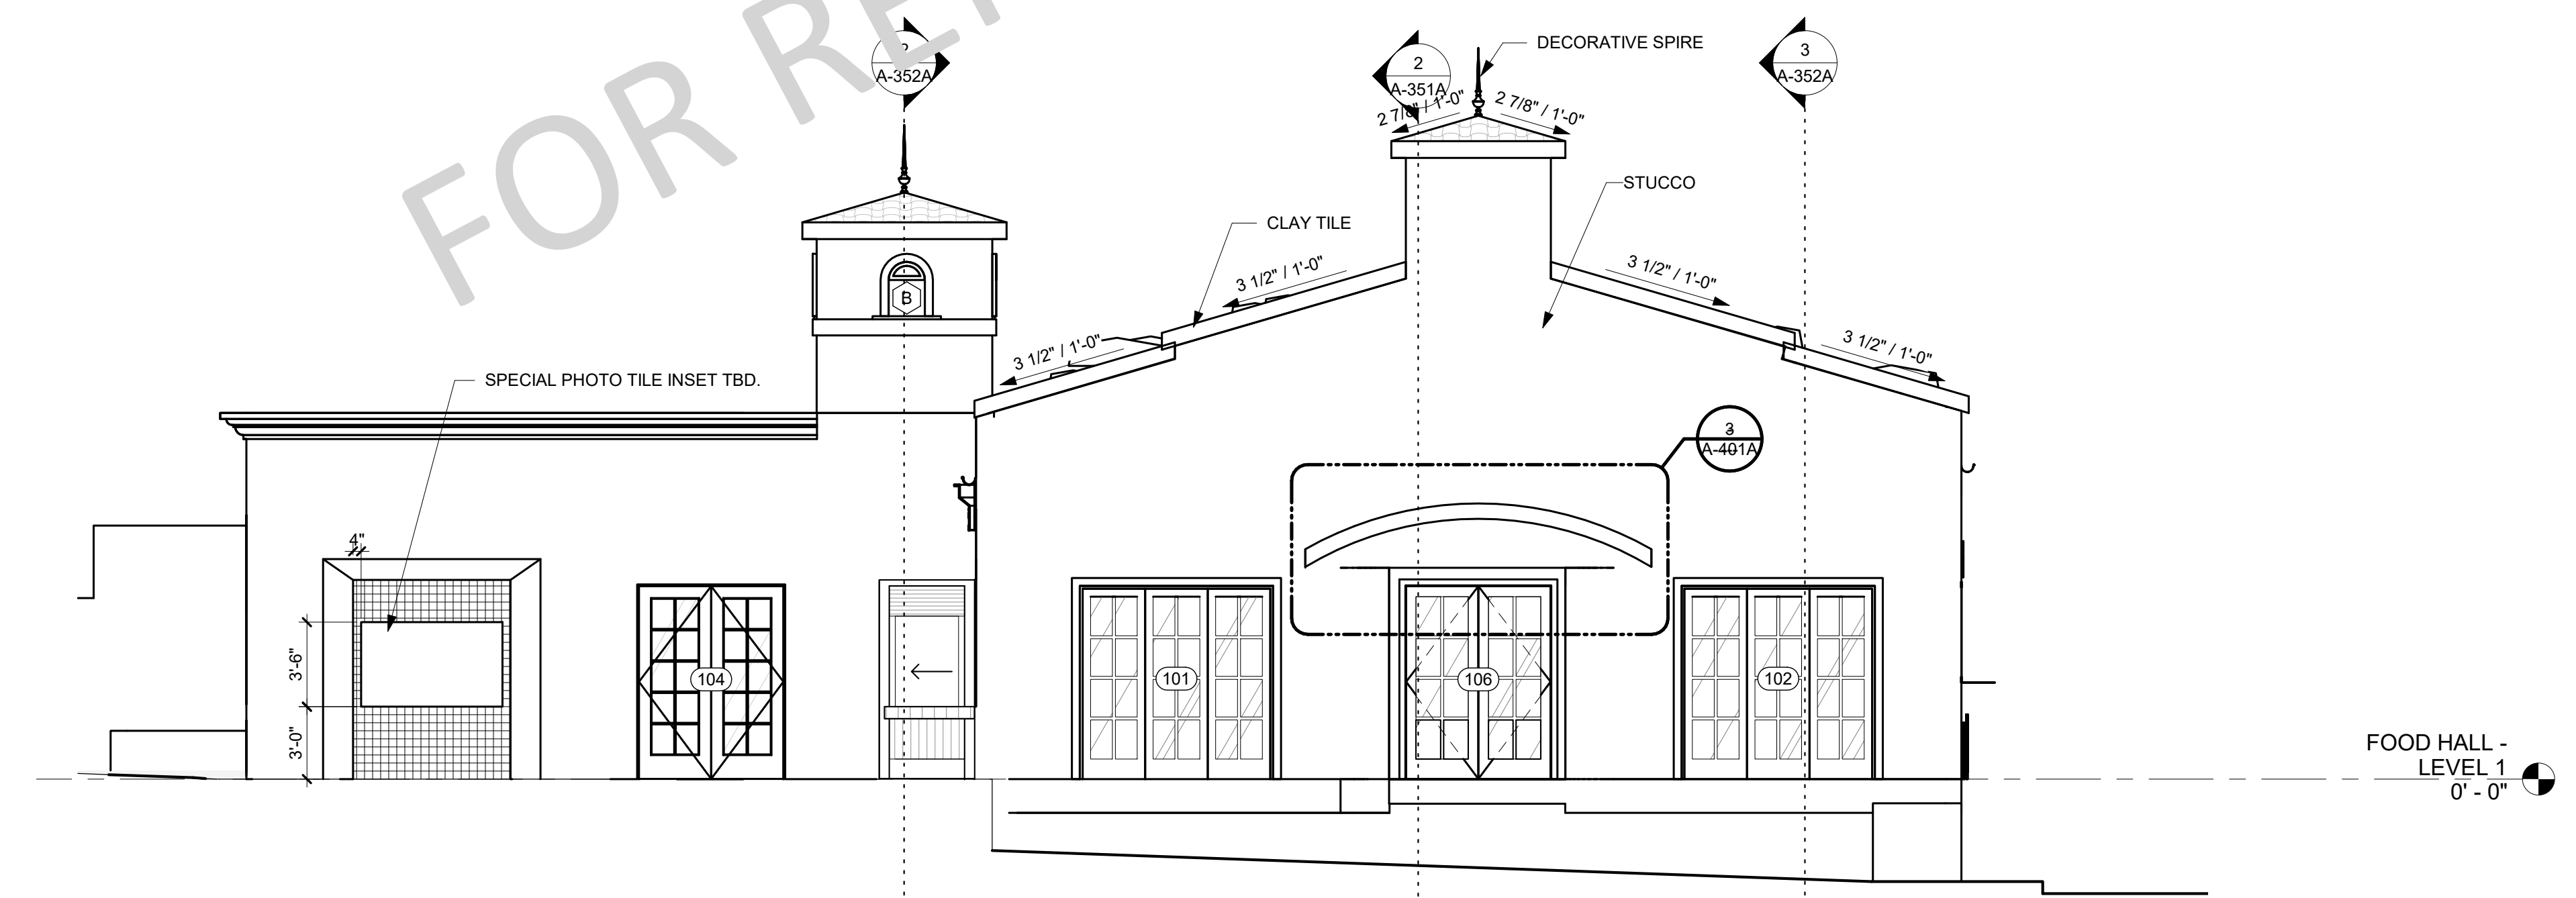 FOR RE
2
A-352A
2
A-351A
DECORATIVE SPIRE
3
A-352A
2 7/8" / 1'-0"
2 7/8" / 1'-0"
STUCCO
CLAY TILE
3 1/2" / 1'-0"
3 1/2" / 1'-0"
B
3 1/2" / 1'-0"
3 1/2" / 1'-0"
SPECIAL PHOTO TILE INSET TBD.
3
A-401A
4"
3'-6"
3'-0"
104
101
106
102
FOOD HALL -
LEVEL 1
0' - 0"